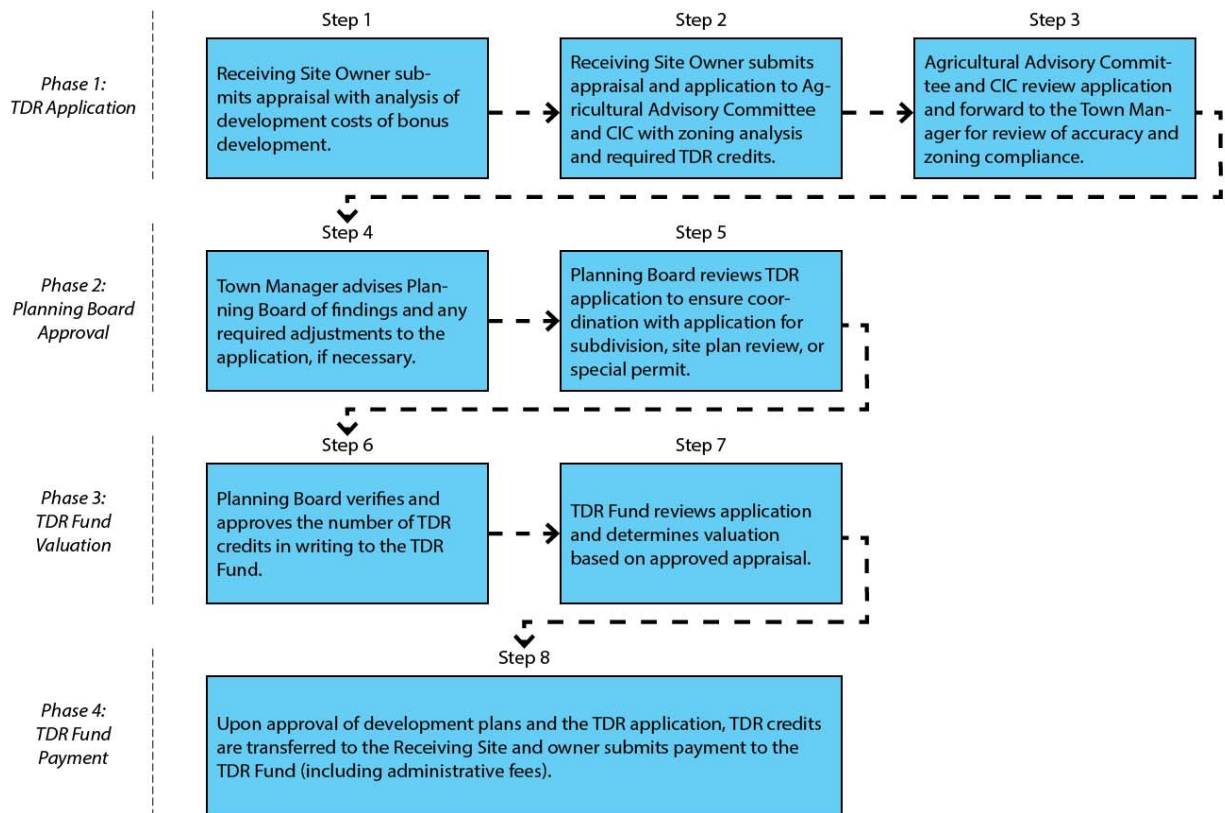 Step 1
Step 2
Step 3
Phase 1:
TDR Application
Receiving Site Owner sub-
mits appraisal with analysis of
development costs of bonus
development.
Receiving Site Owner submits
appraisal and application to Ag-
ricultural Advisory Committee
and CIC with zoning analysis
and required TDR credits.
Agricultural Advisory Commit-
tee and CIC review application
and forward to the Town Man-
ager for review of accuracy and
zoning compliance.
Step 4
Step 5
Phase 2:
Planning Board
Approval
Town Manager advises Plan-
ning Board of findings and any
required adjustments to the
application, if necessary.
Planning Board reviews TDR
application to ensure coor-
dination with application for
subdivision, site plan review, or
special permit.
Step 6
Step 7
Phase 3:
TDR Fund
Valuation
Planning Board verifies and
approves the number of TDR
credits in writing to the TDR
Fund.
TDR Fund reviews application
and determines valuation
based on approved appraisal.
Step 8
Phase 4:
TDR Fund
Payment
Upon approval of development plans and the TDR application, TDR credits
are transferred to the Receiving Site and owner submits payment to the
TDR Fund (including administrative fees).